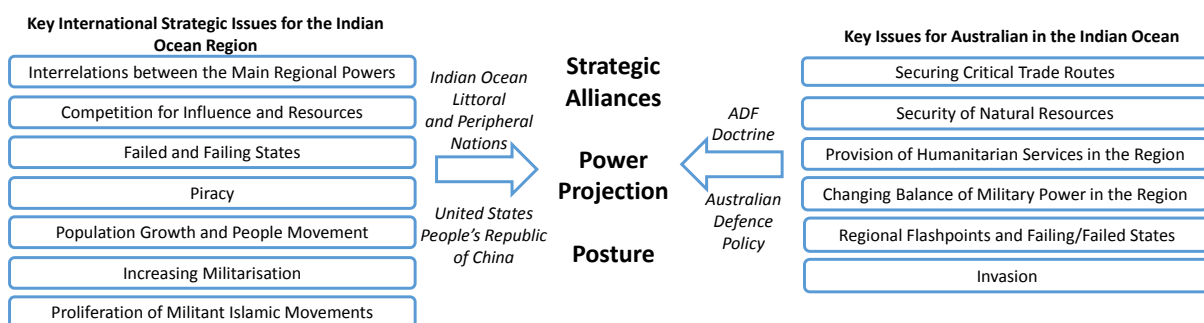 Key International Strategic Issues for the Indian
Ocean Region
Interrelations between the Main Regional Powers
Competition for Influence and Resources
Failed and Failing States
Piracy
Population Growth and People Movement
Increasing Militarisation
Proliferation of Militant Islamic Movements
Indian Ocean
Littoral
and Peripheral
Nations
United States
People's Republic
of China
Strategic
Alliances
Power
Projection
Posture
ADF
Doctrine
Australian
Defence
Policy
Key Issues for Australian in the Indian Ocean
Securing Critical Trade Routes
Security of Natural Resources
Provision of Humanitarian Services in the Region
Changing Balance of Military Power in the Region
Regional Flashpoints and Failing/Failed States
Invasion